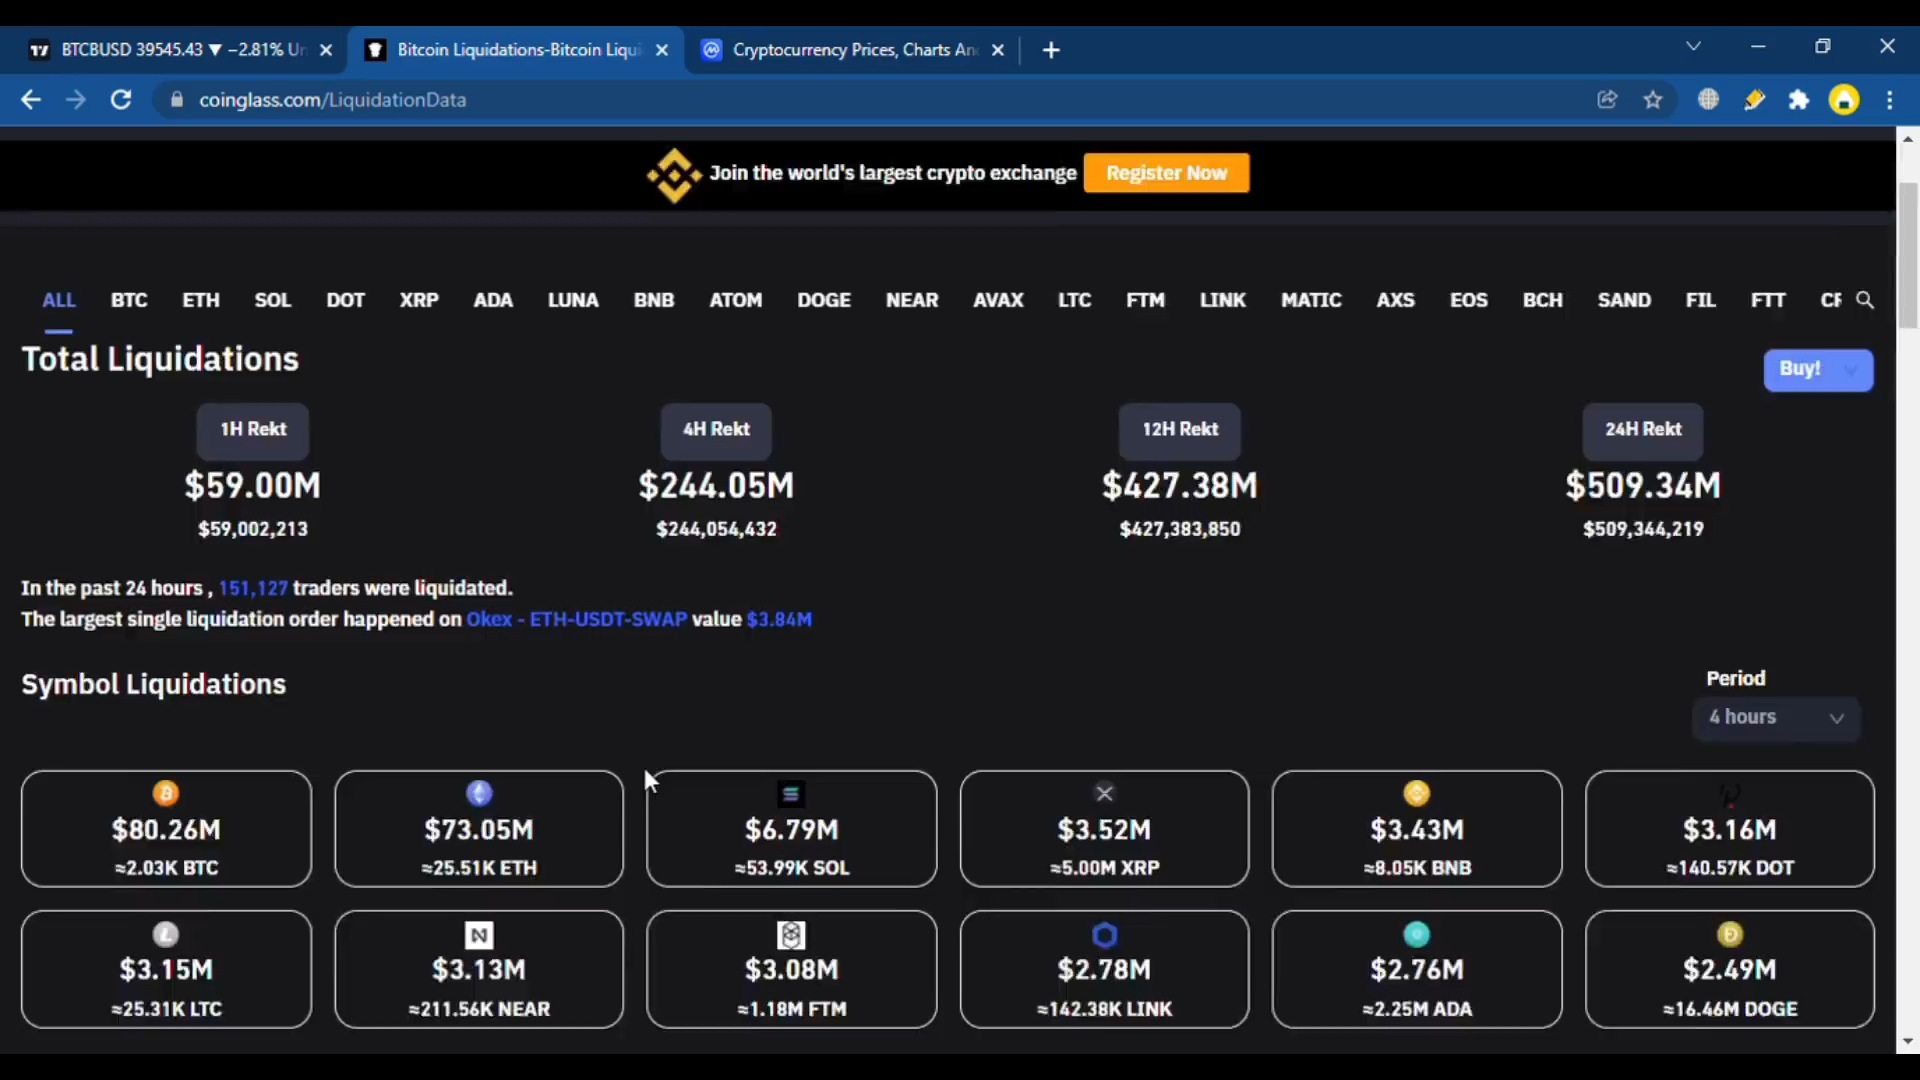 BTCBUSD 39545.43 ▼ −2.81% Un
Bitcoin Liquidations-Bitcoin Liqui
Cryptocurrency Prices, Charts An
coinglass.com/LiquidationData
Join the world's largest crypto exchange Register Now
ALL BTC ETH SOL DOT XRP ADA LUNA BNB ATOM DOGE NEAR AVAX LTC FTM LINK MATIC AXS EOS BCH SAND FIL FTT
Total Liquidations
Buy!
1H Rekt 4H Rekt 12H Rekt 24H Rekt
$59.00M $244.05M $427.38M $509.34M
$59,002,213 $244,054,432 $427,383,850 $509,344,219
In the past 24 hours , 151,127 traders were liquidated.
The largest single liquidation order happened on Okex - ETH-USDT-SWAP value $3.84M
Symbol Liquidations
Period
4 hours
$80.26M $73.05M $6.79M $3.52M $3.43M $3.16M
≈2.03K BTC ≈25.51K ETH ≈53.99K SOL ≈5.00M XRP ≈8.05K BNB ≈140.57K DOT
$3.15M $3.13M $3.08M $2.78M $2.76M $2.49M
≈25.31K LTC ≈211.56K NEAR ≈1.18M FTM ≈142.38K LINK ≈2.25M ADA ≈16.46M DOGE